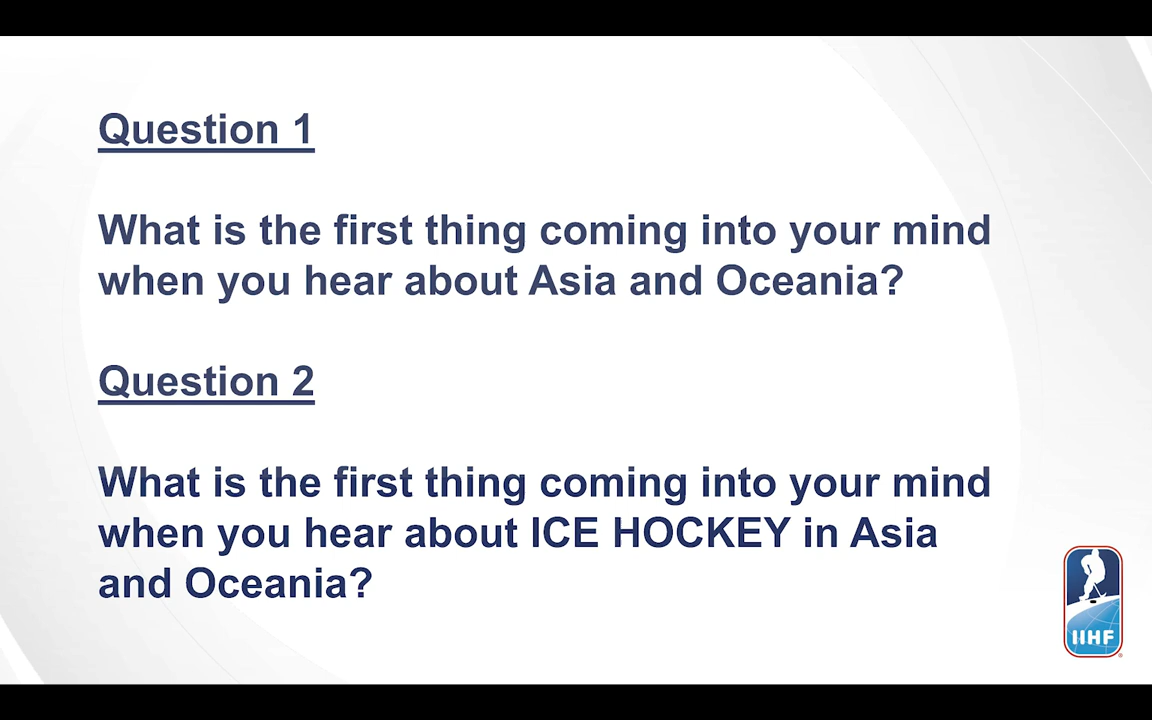 Question 1
What is the first thing coming into your mind
when you hear about Asia and Oceania?
Question 2
What is the first thing coming into your mind
when you hear about ICE HOCKEY in Asia
and Oceania?
IIHF
®